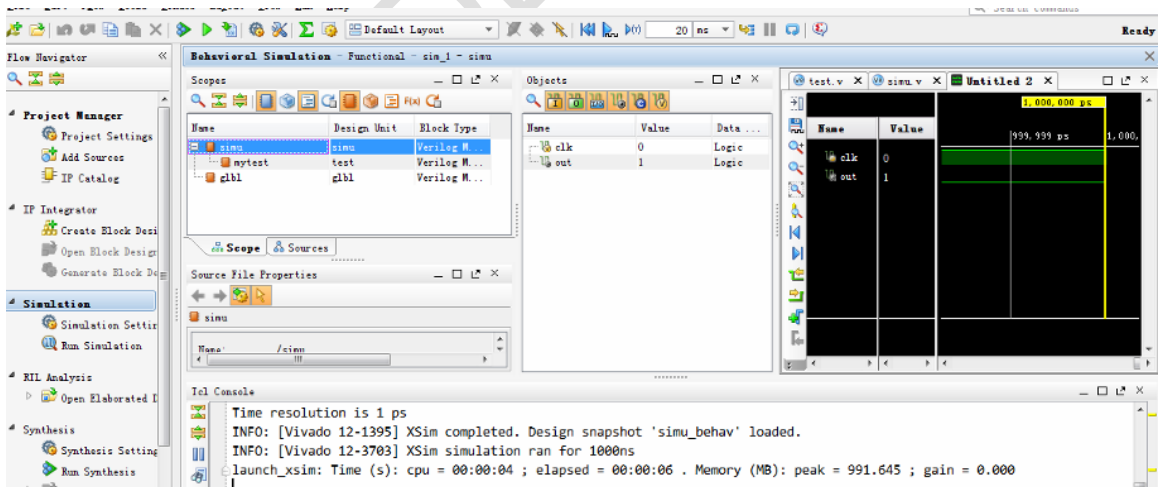 Search commands
Default Layout
20 ns
Ready
Flow Navigator
Behavioral Simulation - Functional - sim_1 - simu
Project Manager
Project Settings
Add Sources
IP Catalog
IP Integrator
Create Block Desi
Open Block Design
Generate Block De
Simulation
Simulation Settin
Run Simulation
RTL Analysis
Open Elaborated D
Synthesis
Synthesis Setting
Run Synthesis
Scopes
Name Design Unit Block Type
simu simu Verilog M...
mytest test Verilog M...
glbl glbl Verilog M...
Scope Sources
Source File Properties
simu
Name: /simu
Objects
Name Value Data ...
clk 0 Logic
out 1 Logic
test.v simu.v Untitled 2
1,000,000 ps
Name Value 999,999 ps 1,000,
clk 0
out 1
Tcl Console
Time resolution is 1 ps
INFO: [Vivado 12-1395] XSim completed. Design snapshot 'simu_behav' loaded.
INFO: [Vivado 12-3703] XSim simulation ran for 1000ns
launch_xsim: Time (s): cpu = 00:00:04 ; elapsed = 00:00:06 . Memory (MB): peak = 991.645 ; gain = 0.000